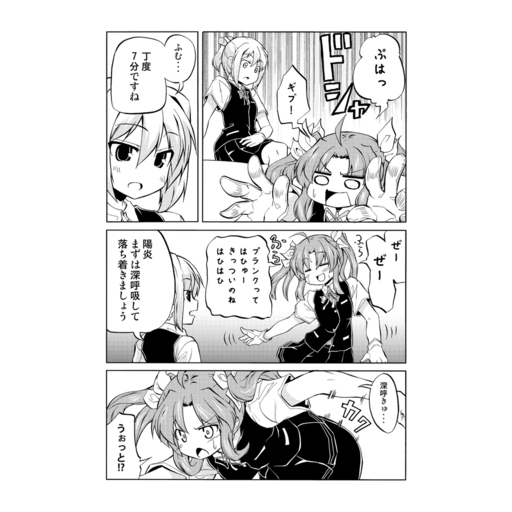 ぷはっ
ドシャ
ギブ！
ふむ・・・
丁度
7分ですね
ぜー
ぜー
ふら
ふら
プランクって
はひゅー
きっついのね
はひはひ
陽炎
まずは深呼吸して
落ち着きましょう
深呼きゅ・・・
カク
うぉっと!?